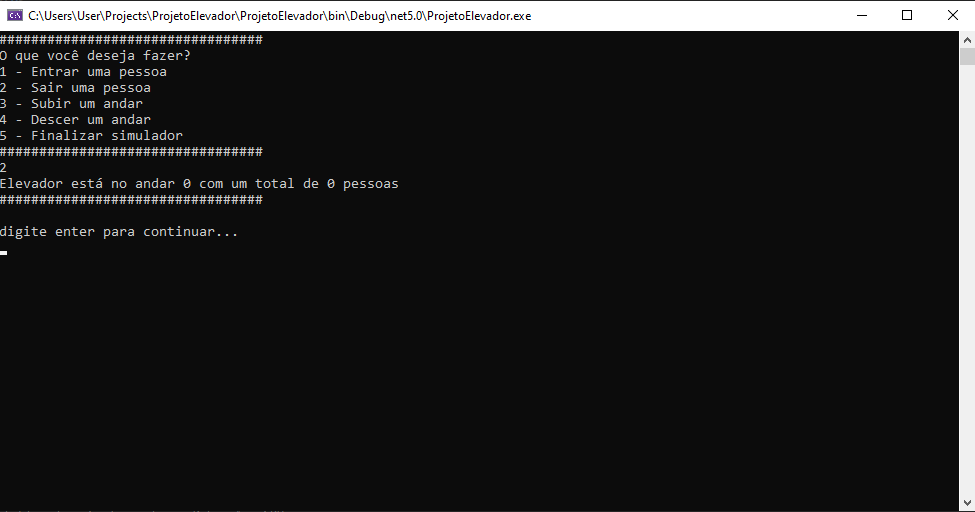 C:\Users\User\Projects\ProjetoElevador\ProjetoElevador\bin\Debug\net5.0\ProjetoElevador.exe
#################################
O que você deseja fazer?
1 - Entrar uma pessoa
2 - Sair uma pessoa
3 - Subir um andar
4 - Descer um andar
5 - Finalizar simulador
#################################
2
Elevador está no andar 0 com um total de 0 pessoas
#################################
digite enter para continuar...